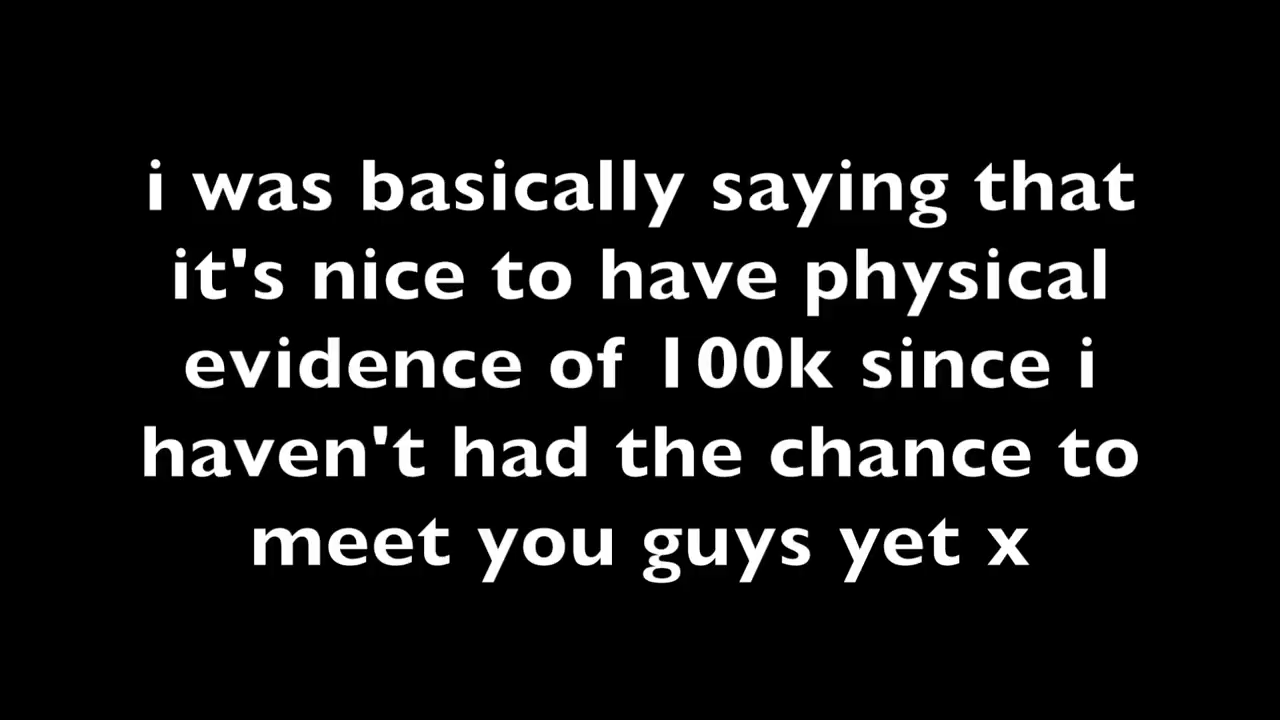 i was basically saying that
it's nice to have physical
evidence of 100k since i
haven't had the chance to
meet you guys yet x